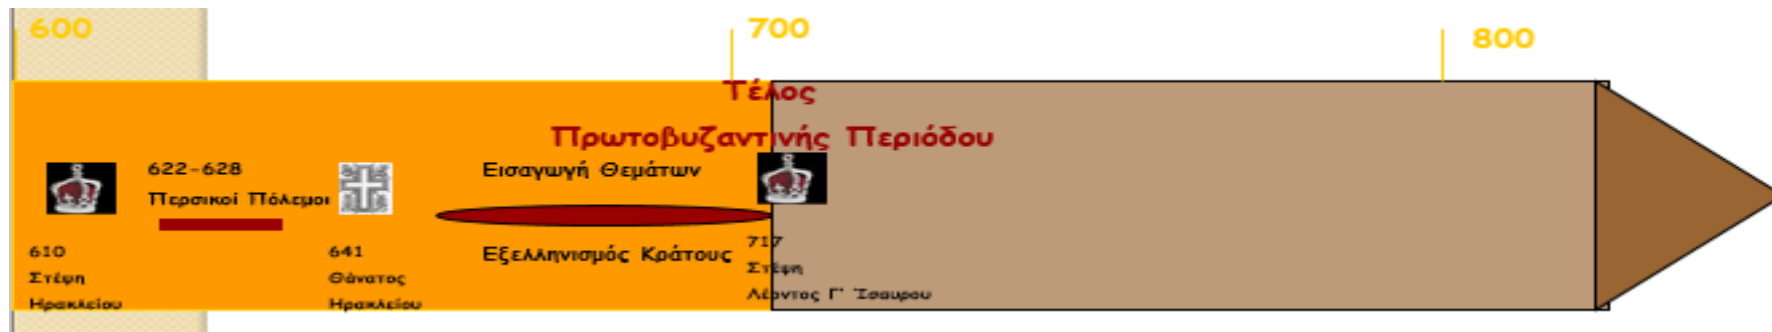 600
700
800
Τέλος
Πρωτοβυζαντινής Περιόδου
622-628
Περσικοί Πόλεμοι
Εισαγωγή Θεμάτων
Εξελληνισμός Κράτους
610
Στέψη
Ηρακλείου
641
Θάνατος
Ηρακλείου
717
Στέψη
Λέοντος Γ' Ίσαυρου